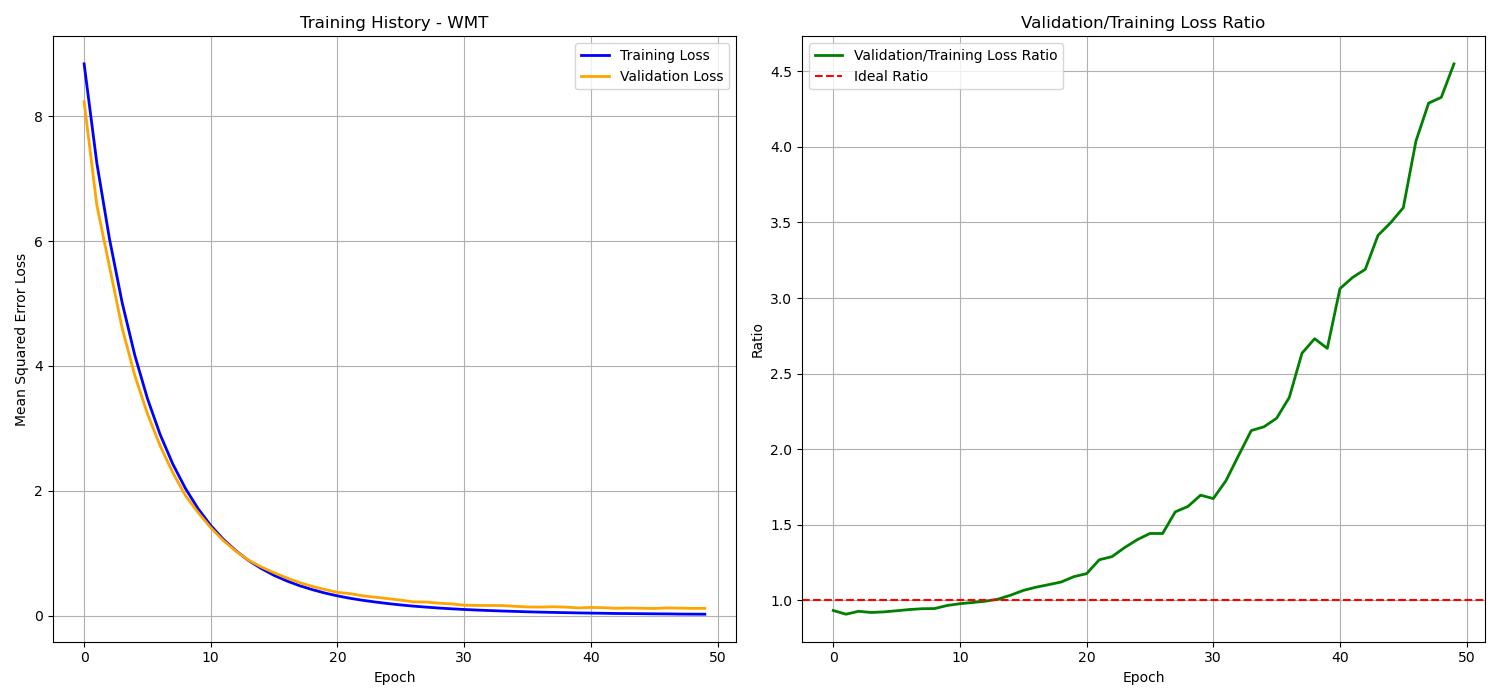 Training History - WMT
Training Loss
Validation Loss
Mean Squared Error Loss
8
6
4
2
0
0 10 20 30 40 50
Epoch
Validation/Training Loss Ratio
Validation/Training Loss Ratio
Ideal Ratio
Ratio
4.5
4.0
3.5
3.0
2.5
2.0
1.5
1.0
0 10 20 30 40 50
Epoch